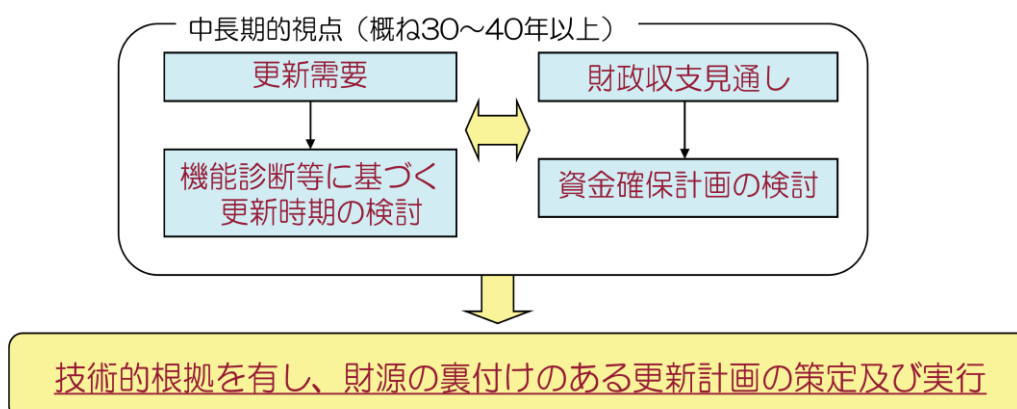 中長期的視点（概ね30～40年以上）
更新需要
機能診断等に基づく
更新時期の検討
財政収支見通し
資金確保計画の検討
技術的根拠を有し、財源の裏付けのある更新計画の策定及び実行